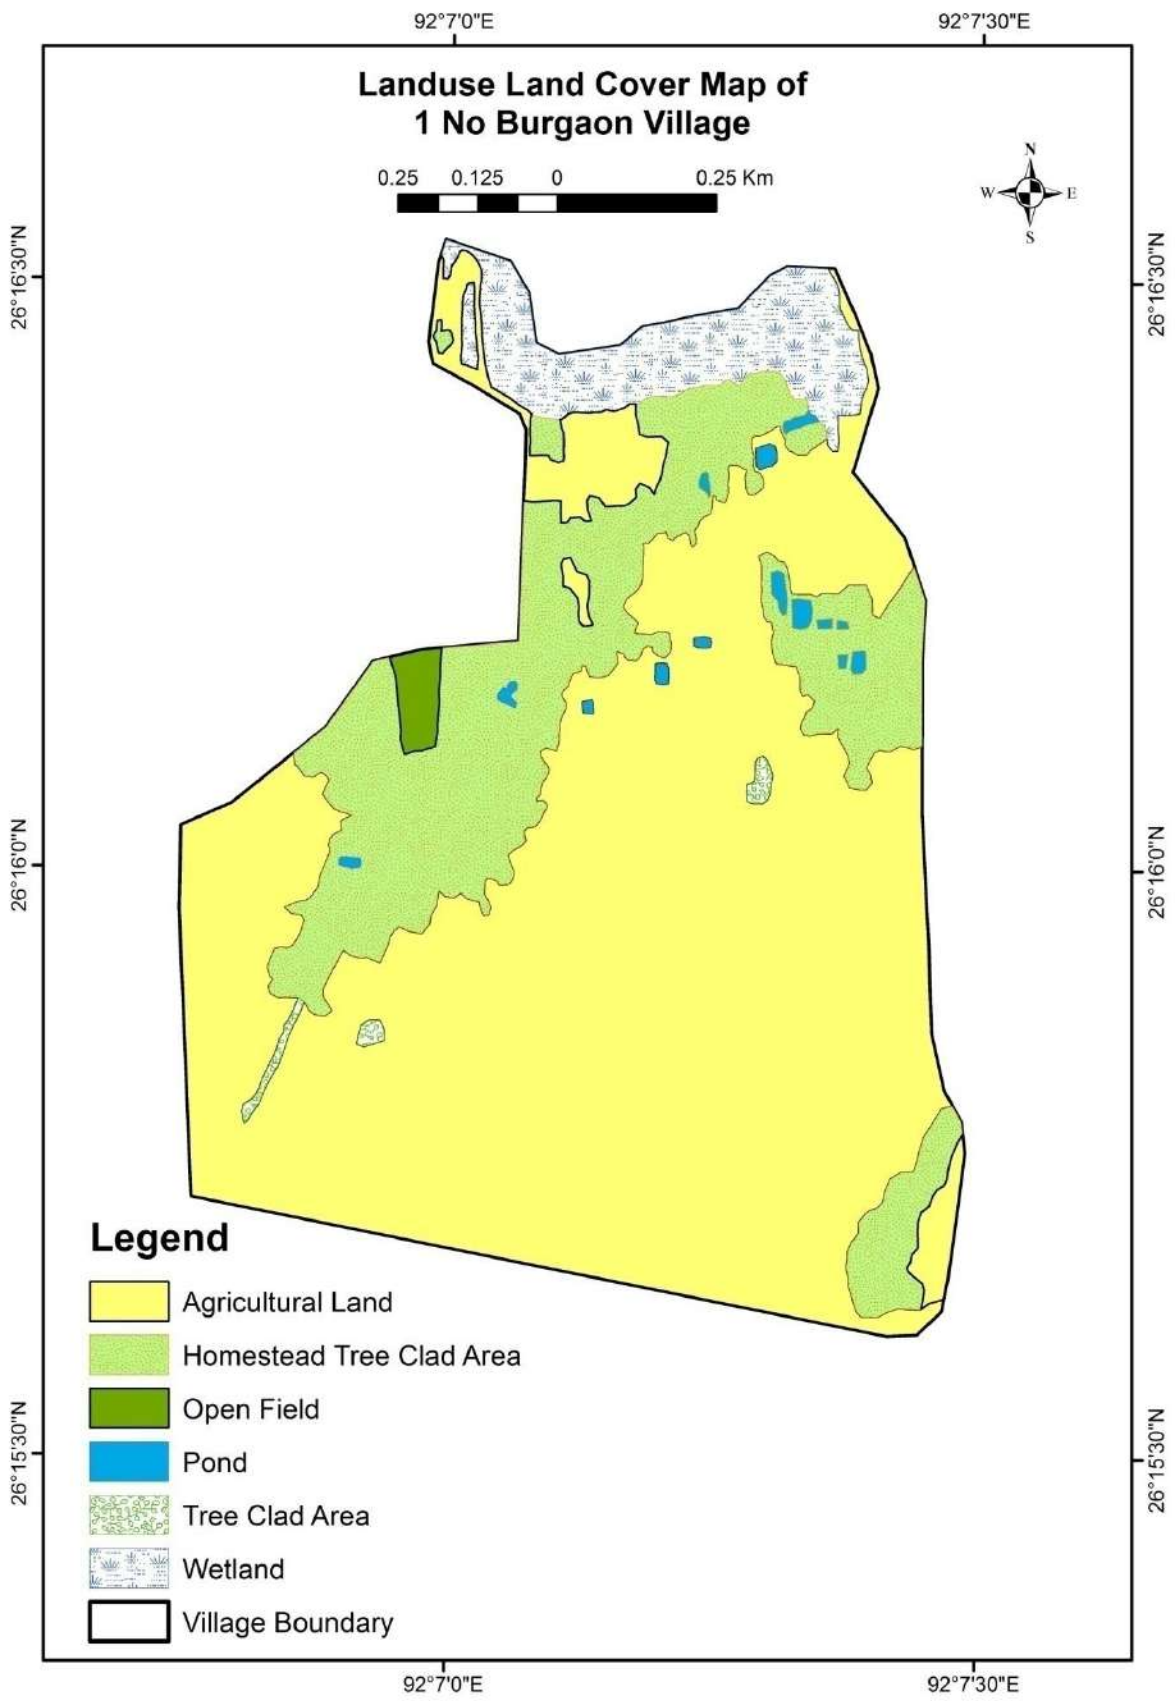 92°7'0"E
92°7'30"E
Landuse Land Cover Map of
1 No Burgaon Village
0.25 0.125 0 0.25 Km
N
W E
S
26°16'30"N
26°16'30"N
26°16'0"N
26°16'0"N
Legend
Agricultural Land
Homestead Tree Clad Area
Open Field
Pond
Tree Clad Area
Wetland
Village Boundary
26°15'30"N
26°15'30"N
92°7'0"E
92°7'30"E